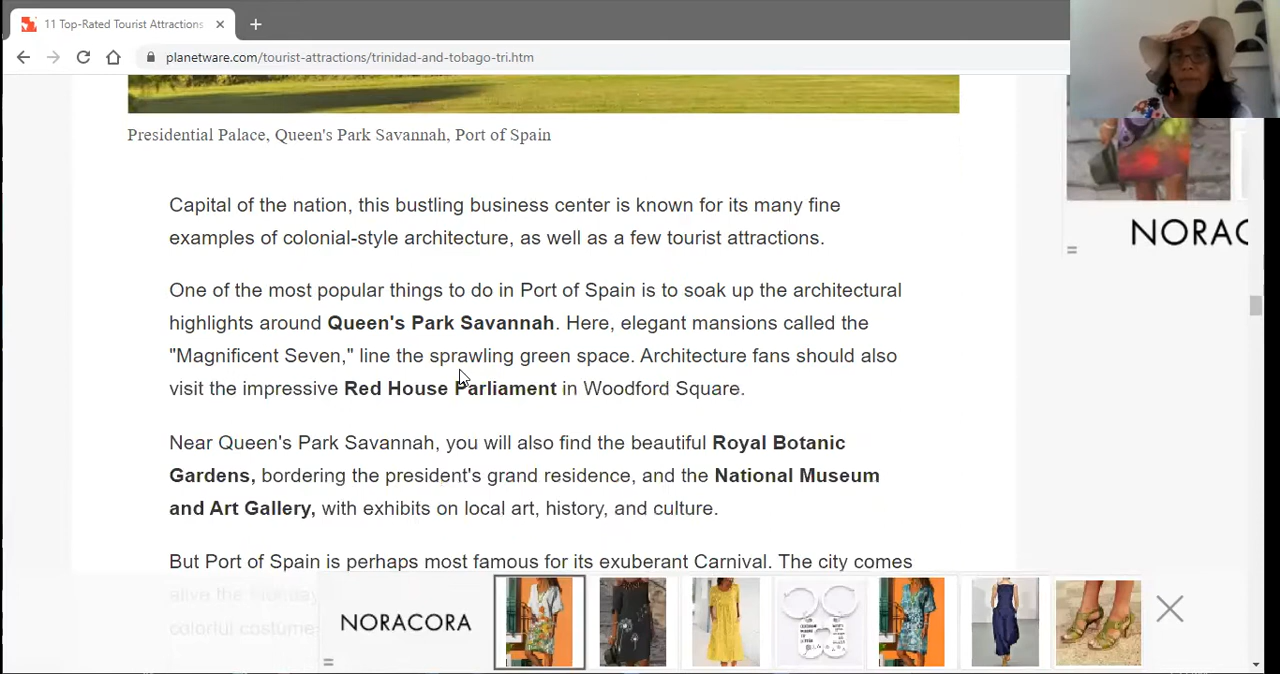 11 Top-Rated Tourist Attractions
planetware.com/tourist-attractions/trinidad-and-tobago-tri.htm
Presidential Palace, Queen's Park Savannah, Port of Spain
Capital of the nation, this bustling business center is known for its many fine
examples of colonial-style architecture, as well as a few tourist attractions.
NORAC
One of the most popular things to do in Port of Spain is to soak up the architectural
highlights around Queen's Park Savannah. Here, elegant mansions called the
"Magnificent Seven," line the sprawling green space. Architecture fans should also
visit the impressive Red House Parliament in Woodford Square.
Near Queen's Park Savannah, you will also find the beautiful Royal Botanic
Gardens, bordering the president's grand residence, and the National Museum
and Art Gallery, with exhibits on local art, history, and culture.
But Port of Spain is perhaps most famous for its exuberant Carnival. The city comes
colorful costume
NORACORA